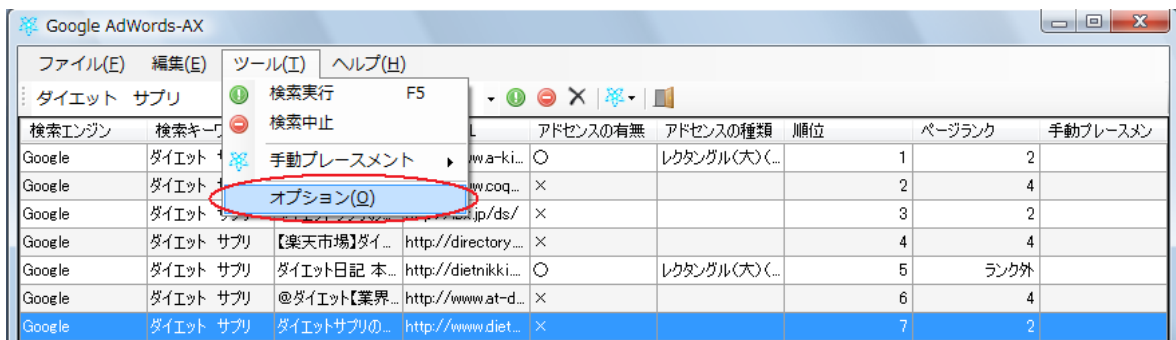 Google AdWords-AX
ファイル(F) 編集(E) ツール(T) ヘルプ(H)
ダイエット サプリ
検索実行 F5
検索中止
手動プレースメント
オプション(O)
検索エンジン 検索キーワ L アドセンスの有無 アドセンスの種類 順位 ページランク 手動プレースメン
Google ダイエット w.a-ki... ○ レクタングル(大)(... 1 2
Google ダイエット w.coq... × 2 4
Google ダイエット .jp/ds/ × 3 2
Google ダイエット サプリ 【楽天市場】ダイ... http://directory.... × 4 4
Google ダイエット サプリ ダイエット日記 本... http://dietnikki.... ○ レクタングル(大)(... 5 ランク外
Google ダイエット サプリ @ダイエット【業界... http://www.at-d... × 6 4
Google ダイエット サプリ ダイエットサプリの... http://www.diet... × 7 2